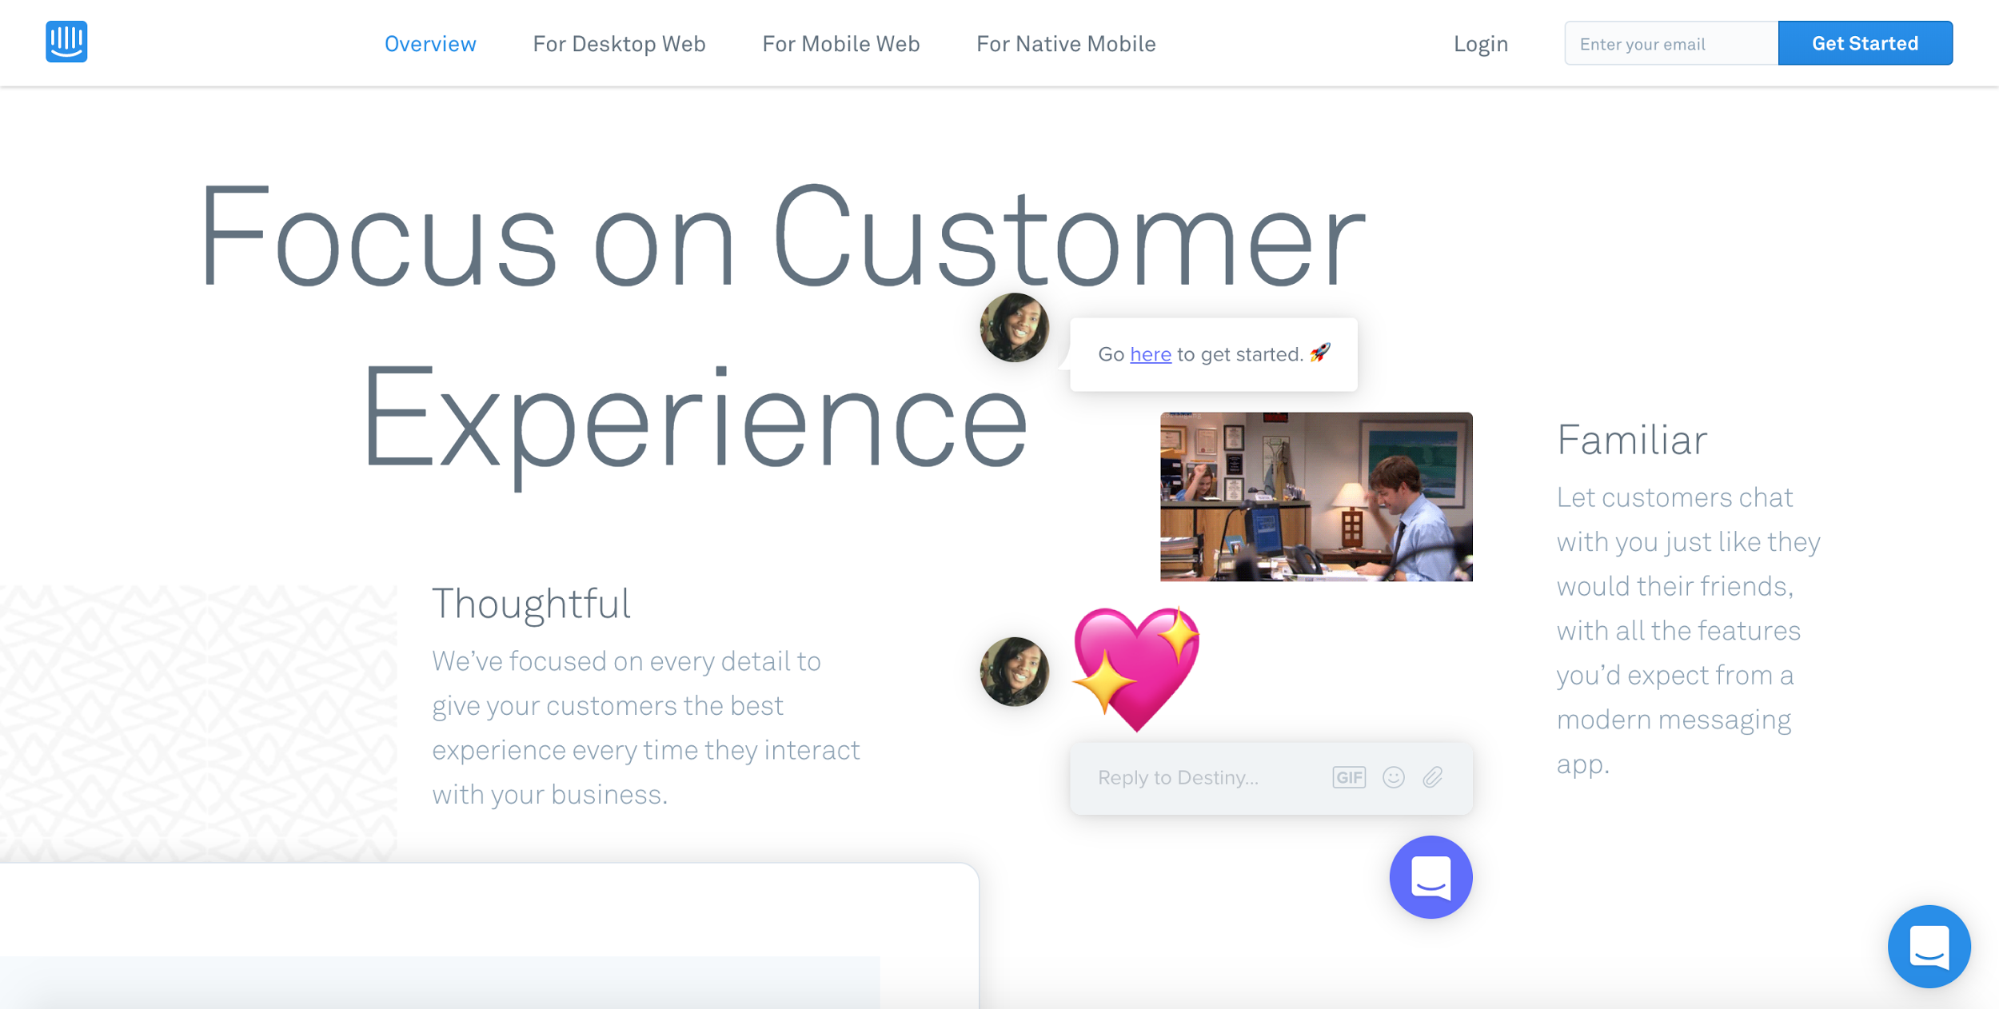 Overview For Desktop Web For Mobile Web For Native Mobile Login Enter your email Get Started
Focus on Customer
Experience
Go here to get started. 🚀
Familiar
Let customers chat
with you just like they
would their friends,
with all the features
you’d expect from a
modern messaging
app.
Thoughtful
We’ve focused on every detail to
give your customers the best
experience every time they interact
with your business.
Reply to Destiny...
GIF